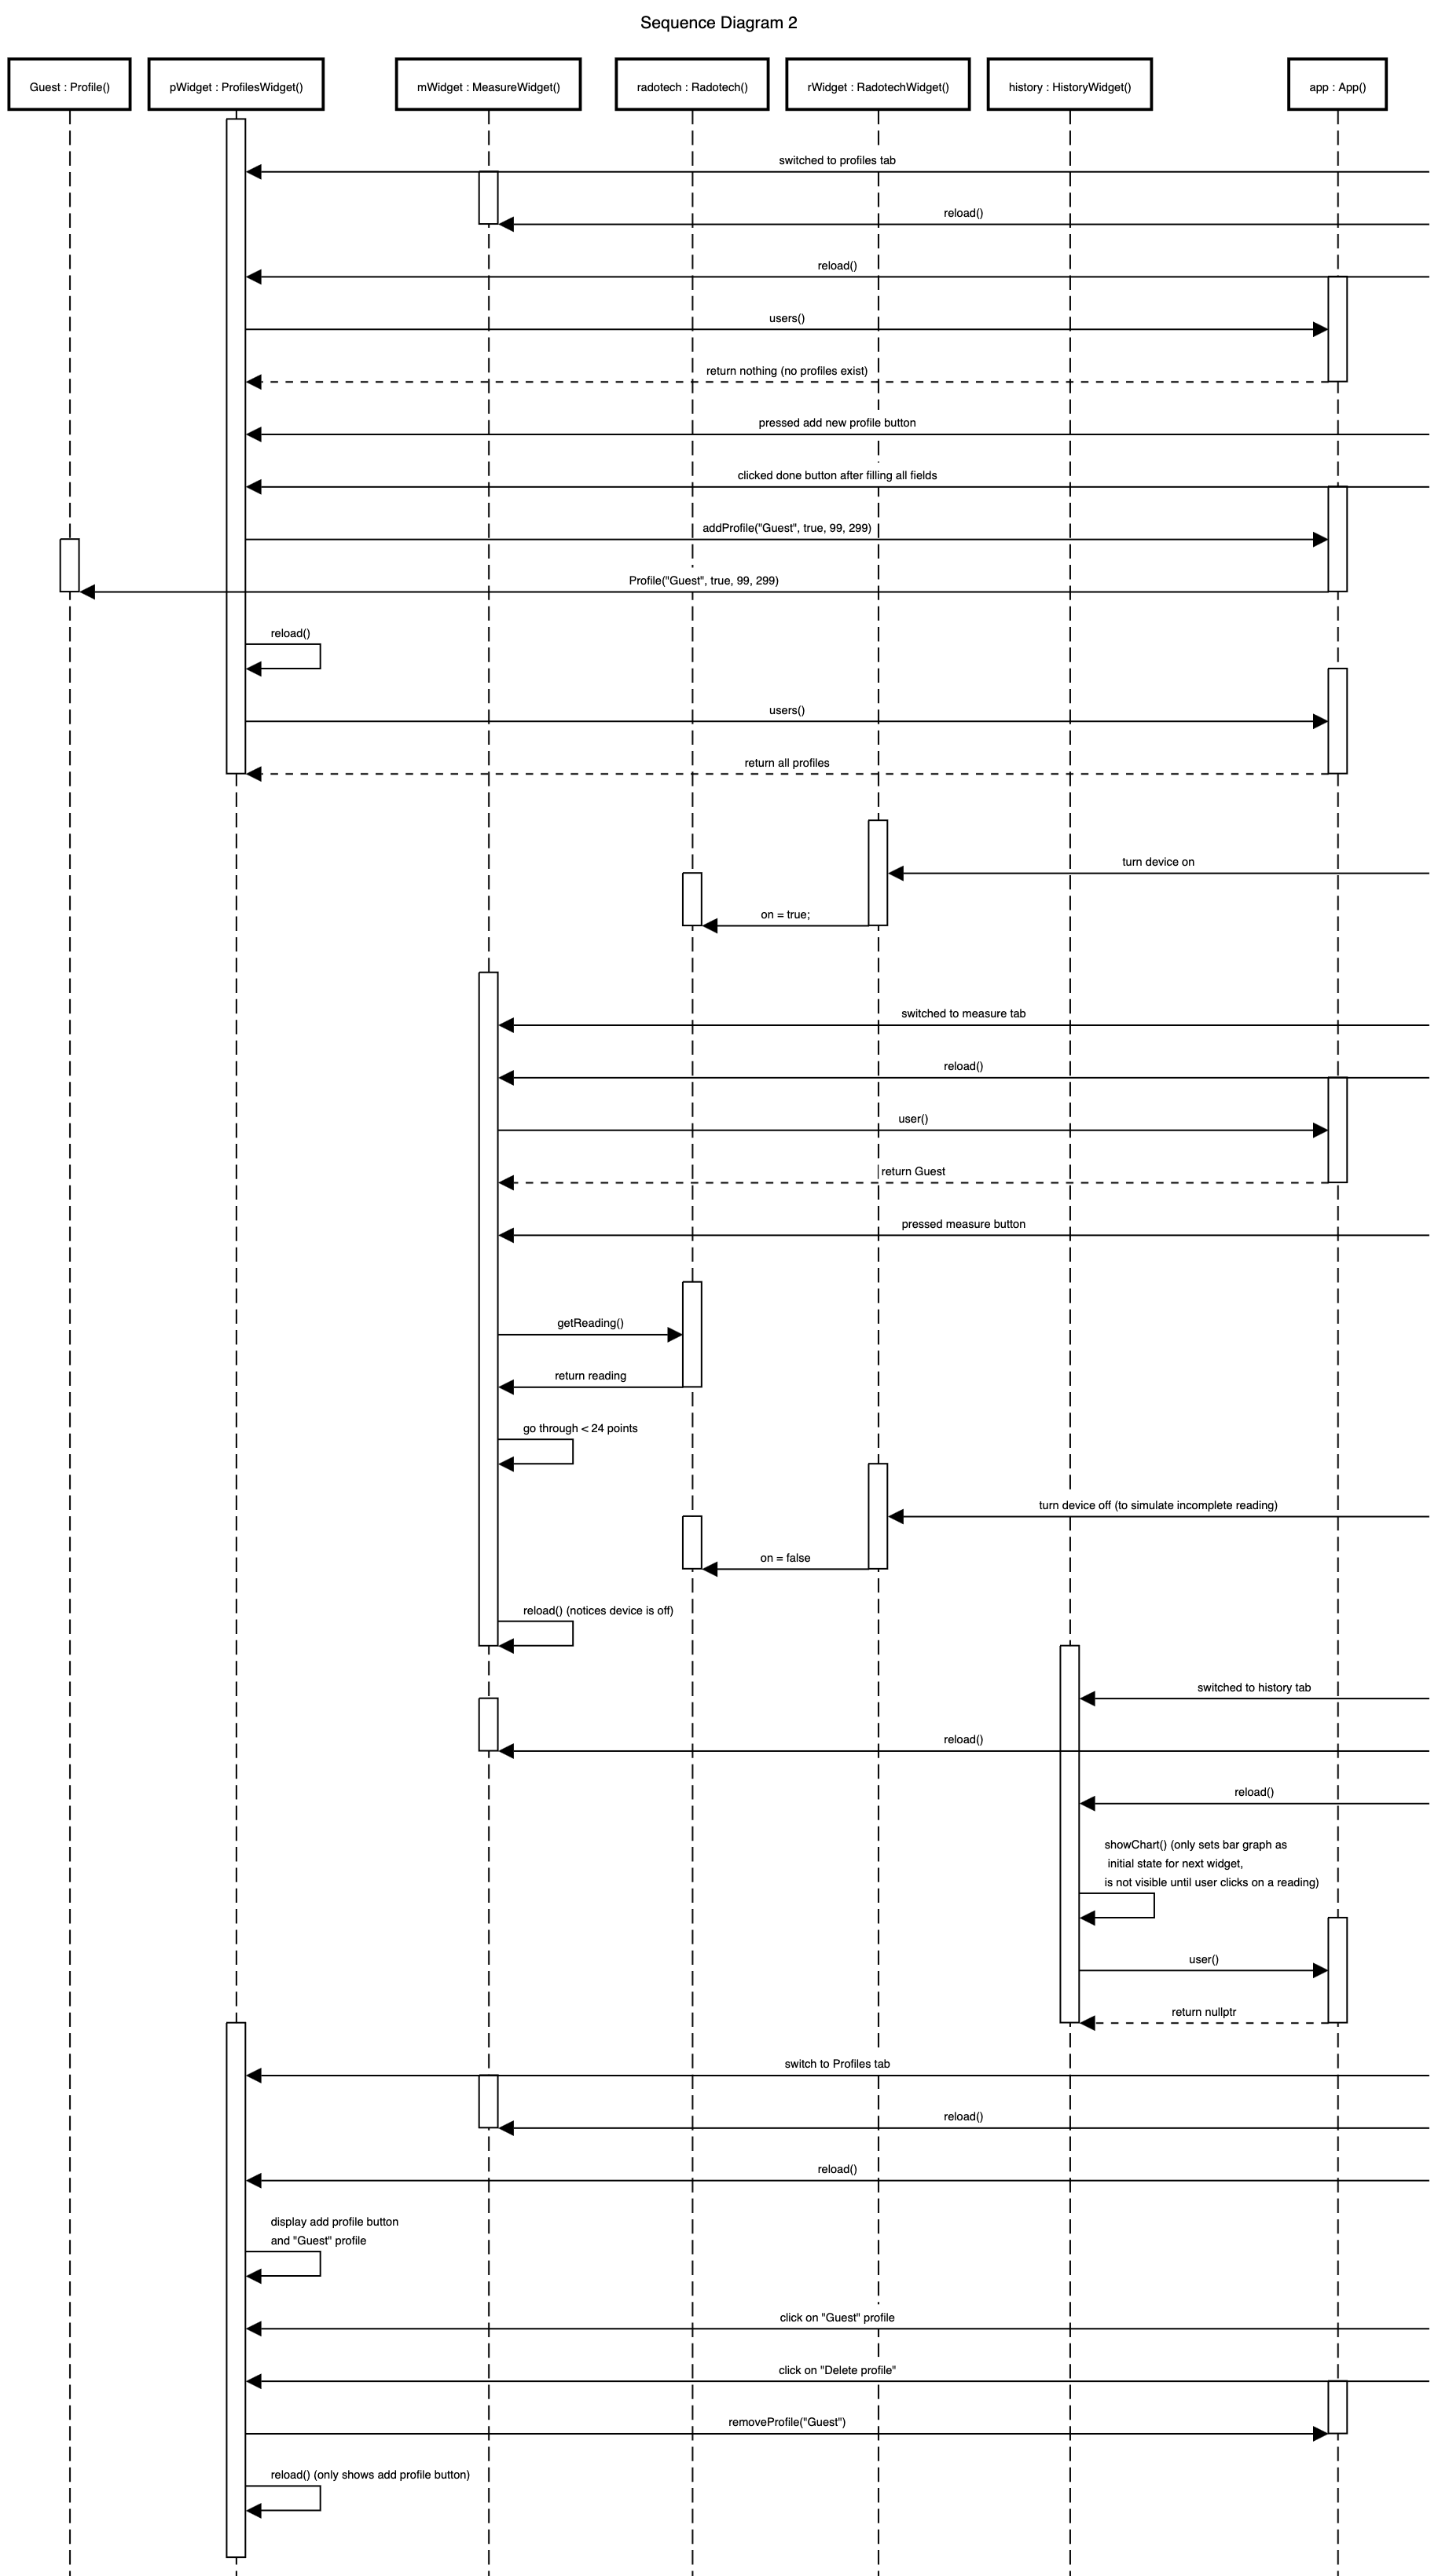 Sequence Diagram 2
Guest : Profile()
pWidget : ProfilesWidget()
mWidget : MeasureWidget()
radotech : Radotech()
rWidget : RadotechWidget()
history : HistoryWidget()
app : App()
switched to profiles tab
reload()
reload()
users()
return nothing (no profiles exist)
pressed add new profile button
clicked done button after filling all fields
addProfile("Guest", true, 99, 299)
Profile("Guest", true, 99, 299)
reload()
users()
return all profiles
turn device on
on = true;
switched to measure tab
reload()
user()
return Guest
pressed measure button
getReading()
return reading
go through < 24 points
turn device off (to simulate incomplete reading)
on = false
reload() (notices device is off)
switched to history tab
reload()
reload()
showChart() (only sets bar graph as
initial state for next widget,
is not visible until user clicks on a reading)
user()
return nullptr
switch to Profiles tab
reload()
reload()
display add profile button
and "Guest" profile
click on "Guest" profile
click on "Delete profile"
removeProfile("Guest")
reload() (only shows add profile button)